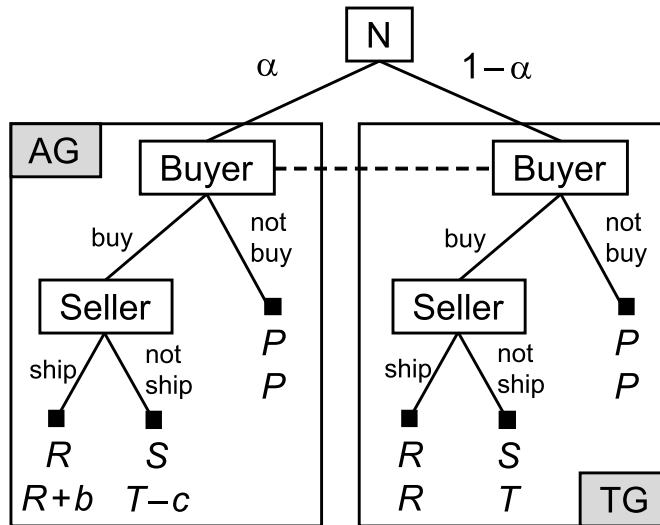 N
α
1−α
AG
Buyer
Buyer
buy
not
buy
buy
not
buy
Seller
Seller
P
P
P
P
ship
not
ship
ship
not
ship
R
S
R
S
R+b
T−c
R
T
TG